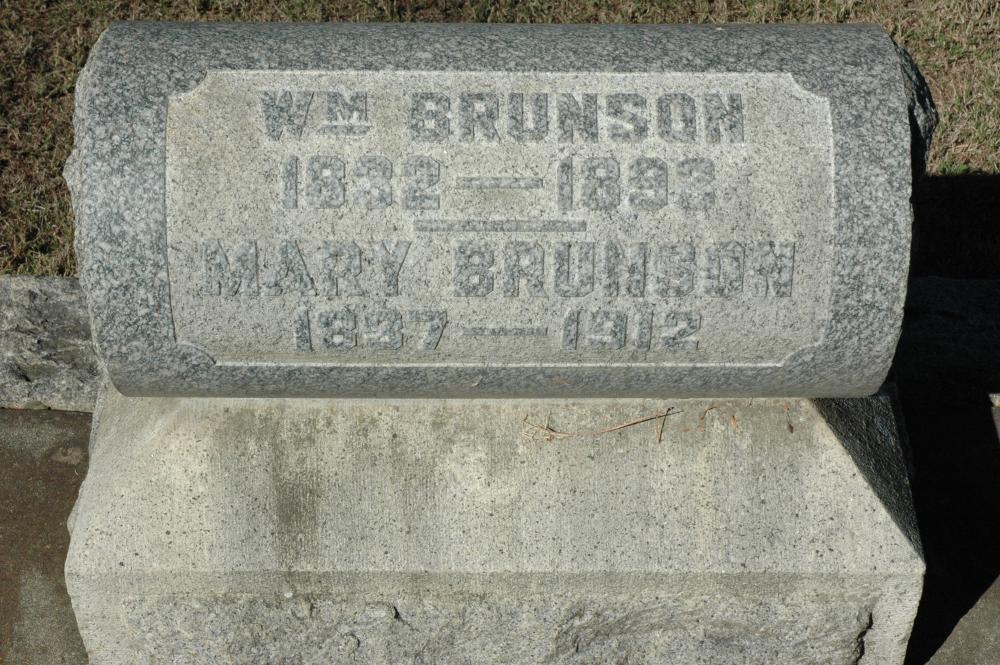 Wᴹ BRUNSON
1832 — 1893
MARY BRUNSON
1837 — 1912